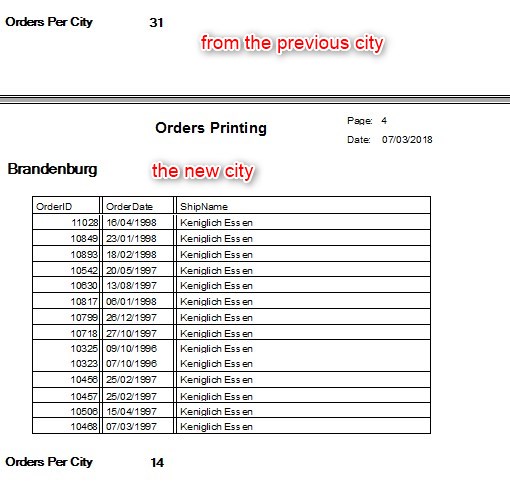 Orders Per City 31
from the previous city
Orders Printing
Page: 4
Date: 07/03/2018
Brandenburg
the new city
OrderID OrderDate ShipName
11028 16/04/1998 Keniglich Essen
10849 23/01/1998 Keniglich Essen
10893 18/02/1998 Keniglich Essen
10542 20/05/1997 Keniglich Essen
10630 13/08/1997 Keniglich Essen
10817 06/01/1998 Keniglich Essen
10799 26/12/1997 Keniglich Essen
10718 27/10/1997 Keniglich Essen
10325 09/10/1996 Keniglich Essen
10323 07/10/1996 Keniglich Essen
10456 25/02/1997 Keniglich Essen
10457 25/02/1997 Keniglich Essen
10506 15/04/1997 Keniglich Essen
10468 07/03/1997 Keniglich Essen
Orders Per City 14